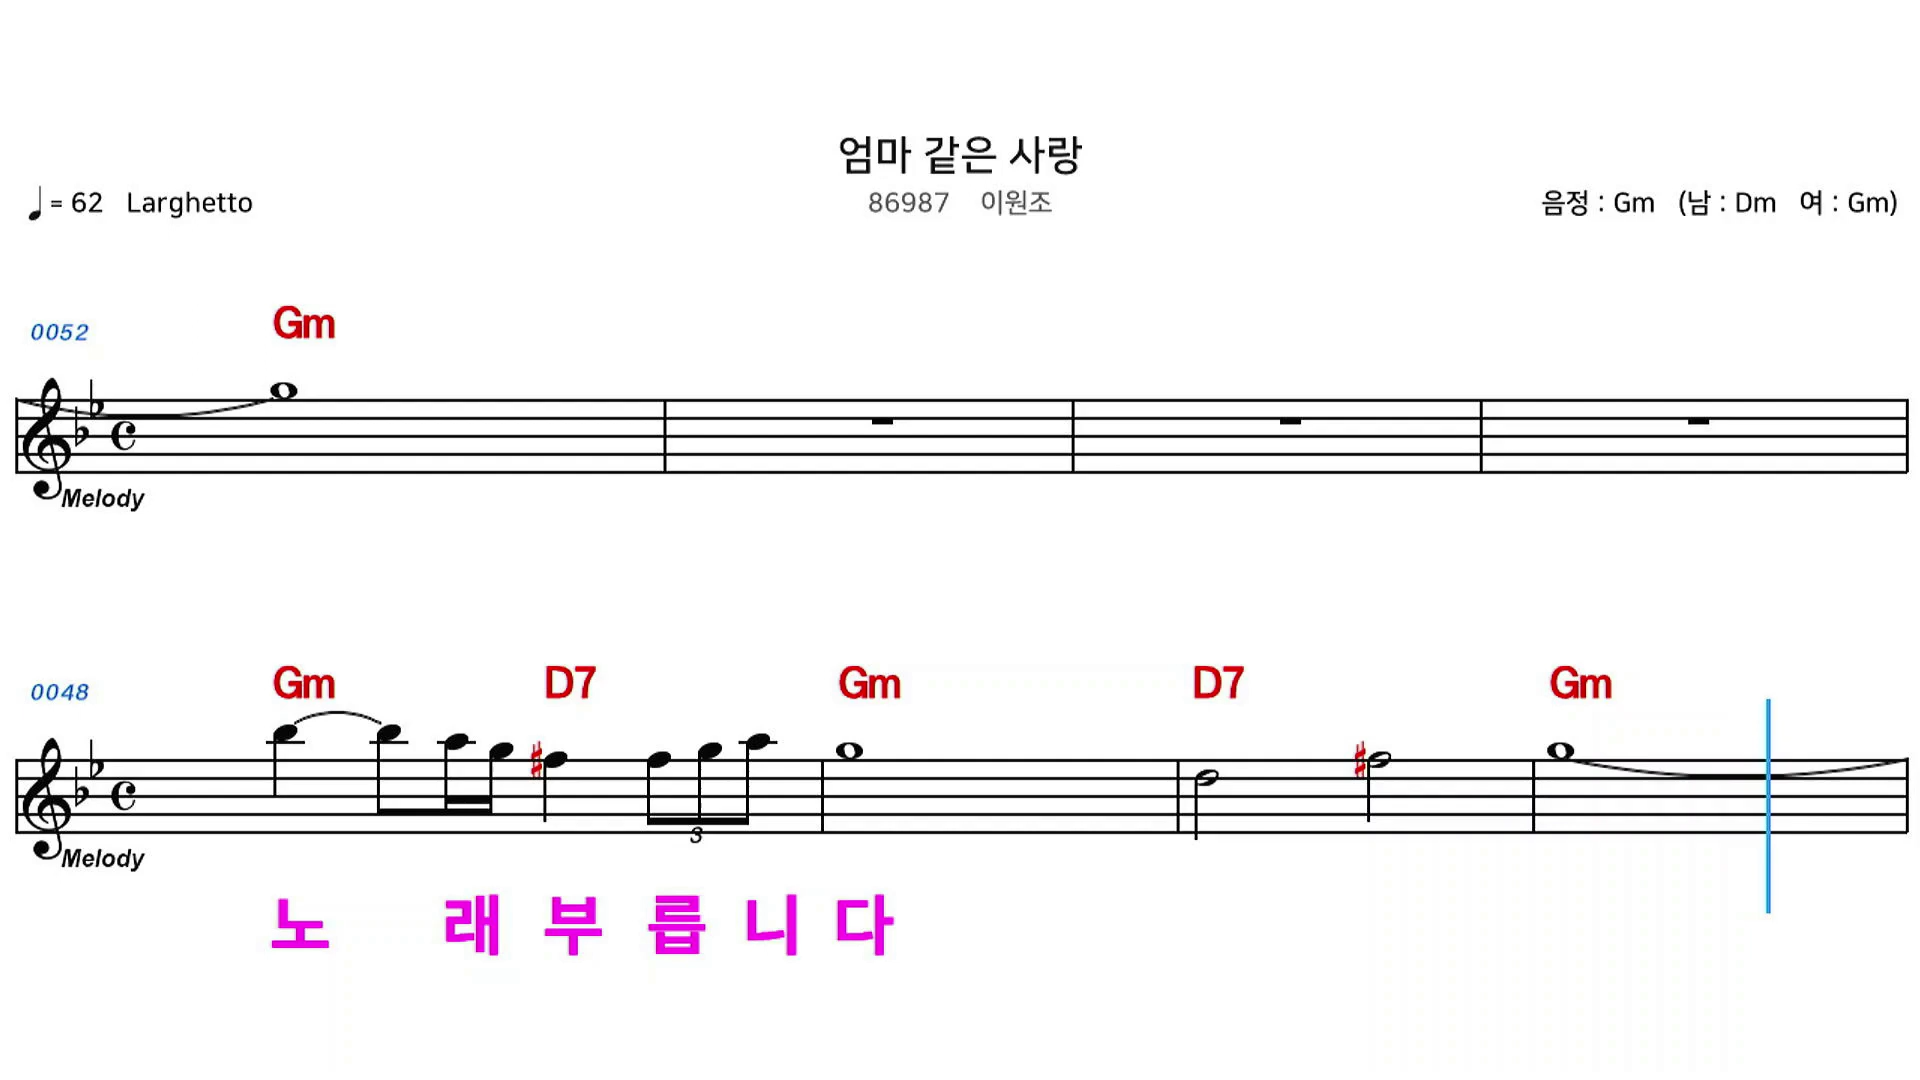 엄마 같은 사랑
= 62 Larghetto 86987 이원조 음정 : Gm (남 : Dm 여 : Gm)
0052 Gm
Melody
0048 Gm D7 Gm D7 Gm
3
Melody
노 래 부 릅 니 다